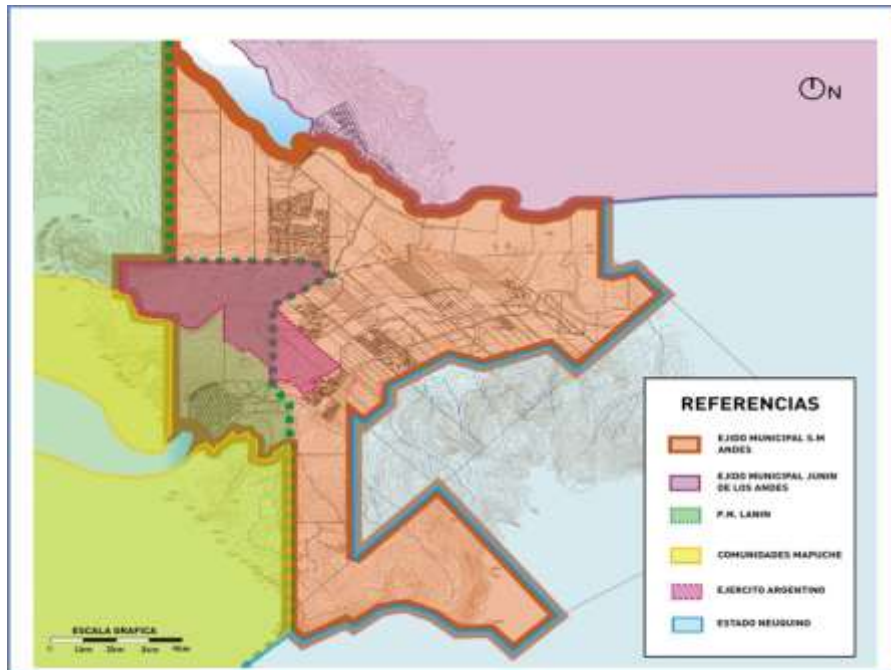 N
REFERENCIAS
EJIDO MUNICIPAL S.M
ANDES
EJIDO MUNICIPAL JUNIN
DE LOS ANDES
P.N. LANIN
COMUNIDADES MAPUCHE
EJERCITO ARGENTINO
ESTADO NEUQUINO
ESCALA GRAFICA
0